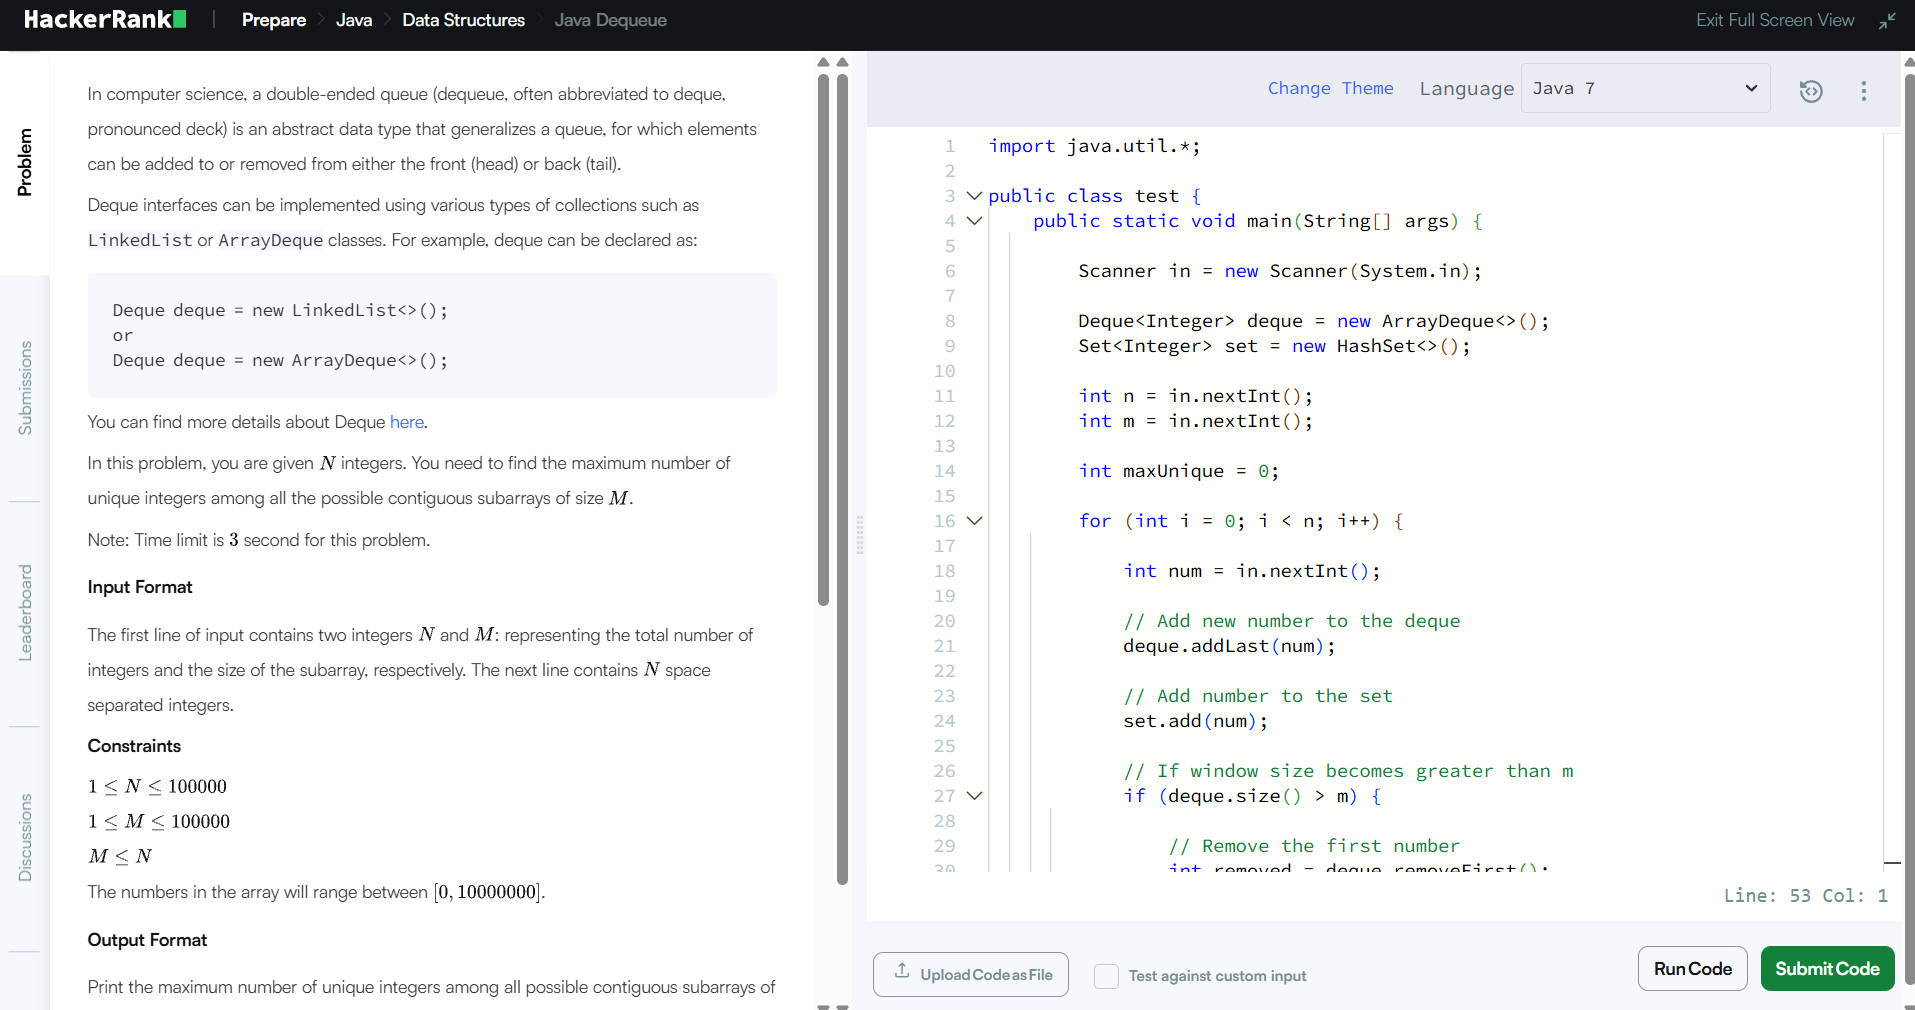 HackerRank | Prepare > Java > Data Structures > Java Dequeue
Exit Full Screen View
Problem
Submissions
Leaderboard
Discussions
In computer science, a double-ended queue (dequeue, often abbreviated to deque,
pronounced deck) is an abstract data type that generalizes a queue, for which elements
can be added to or removed from either the front (head) or back (tail).
Deque interfaces can be implemented using various types of collections such as
LinkedList or ArrayDeque classes. For example, deque can be declared as:
Deque deque = new LinkedList<>();
or
Deque deque = new ArrayDeque<>();
You can find more details about Deque here.
In this problem, you are given N integers. You need to find the maximum number of
unique integers among all the possible contiguous subarrays of size M.
Note: Time limit is 3 second for this problem.
Input Format
The first line of input contains two integers N and M: representing the total number of
integers and the size of the subarray, respectively. The next line contains N space
separated integers.
Constraints
1 ≤ N ≤ 100000
1 ≤ M ≤ 100000
M ≤ N
The numbers in the array will range between [0, 10000000].
Output Format
Print the maximum number of unique integers among all possible contiguous subarrays of
Change Theme Language Java 7
1 import java.util.*;
2
3 public class test {
4 public static void main(String[] args) {
5
6 Scanner in = new Scanner(System.in);
7
8 Deque<Integer> deque = new ArrayDeque<>();
9 Set<Integer> set = new HashSet<>();
10
11 int n = in.nextInt();
12 int m = in.nextInt();
13
14 int maxUnique = 0;
15
16 for (int i = 0; i < n; i++) {
17
18 int num = in.nextInt();
19
20 // Add new number to the deque
21 deque.addLast(num);
22
23 // Add number to the set
24 set.add(num);
25
26 // If window size becomes greater than m
27 if (deque.size() > m) {
28
29 // Remove the first number
30 int removed = deque.removeFirst();
Line: 53 Col: 1
Upload Code as File
Test against custom input
Run Code
Submit Code